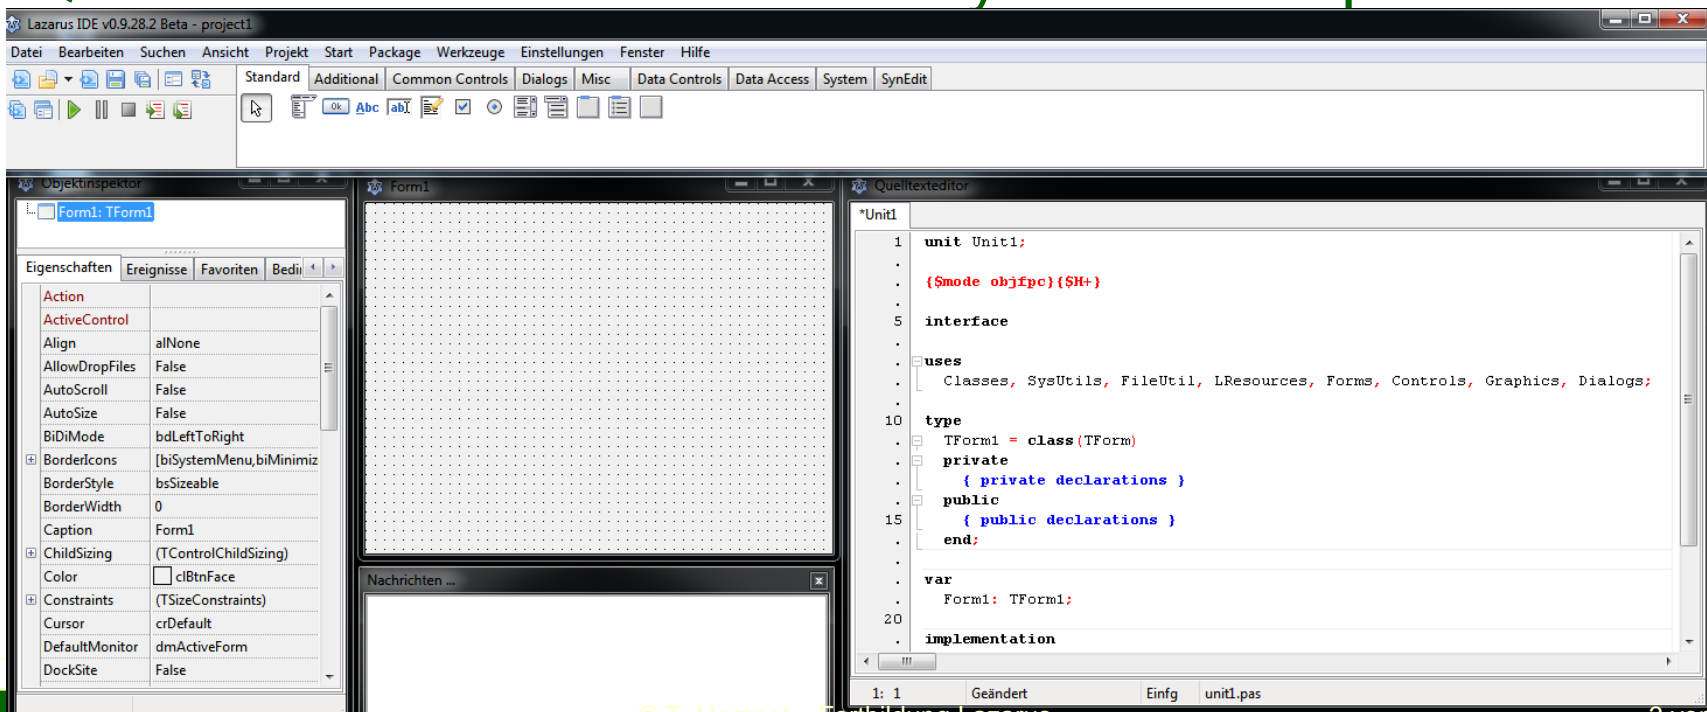 Lazarus IDE v0.9.28.2 Beta - project1
Datei Bearbeiten Suchen Ansicht Projekt Start Package Werkzeuge Einstellungen Fenster Hilfe
Standard Additional Common Controls Dialogs Misc Data Controls Data Access System SynEdit
Ok Abc abI
Objektinspektor
Form1: TForm1
Eigenschaften Ereignisse Favoriten
Action
ActiveControl
Align alNone
AllowDropFiles False
AutoScroll False
AutoSize False
BiDiMode bdLeftToRight
BorderIcons [biSystemMenu,biMinimiz
BorderStyle bsSizeable
BorderWidth 0
Caption Form1
ChildSizing (TControlChildSizing)
Color clBtnFace
Constraints (TSizeConstraints)
Cursor crDefault
DefaultMonitor dmActiveForm
DockSite False
Form1
Nachrichten ...
Quelltexteditor
*Unit1
1 unit Unit1;
{$mode objfpc}{$H+}
5 interface
uses
Classes, SysUtils, FileUtil, LResources, Forms, Controls, Graphics, Dialogs;
10 type
TForm1 = class(TForm)
private
{ private declarations }
public
15 { public declarations }
end;
var
Form1: TForm1;
20
implementation
1: 1 Geändert Einfg unit1.pas